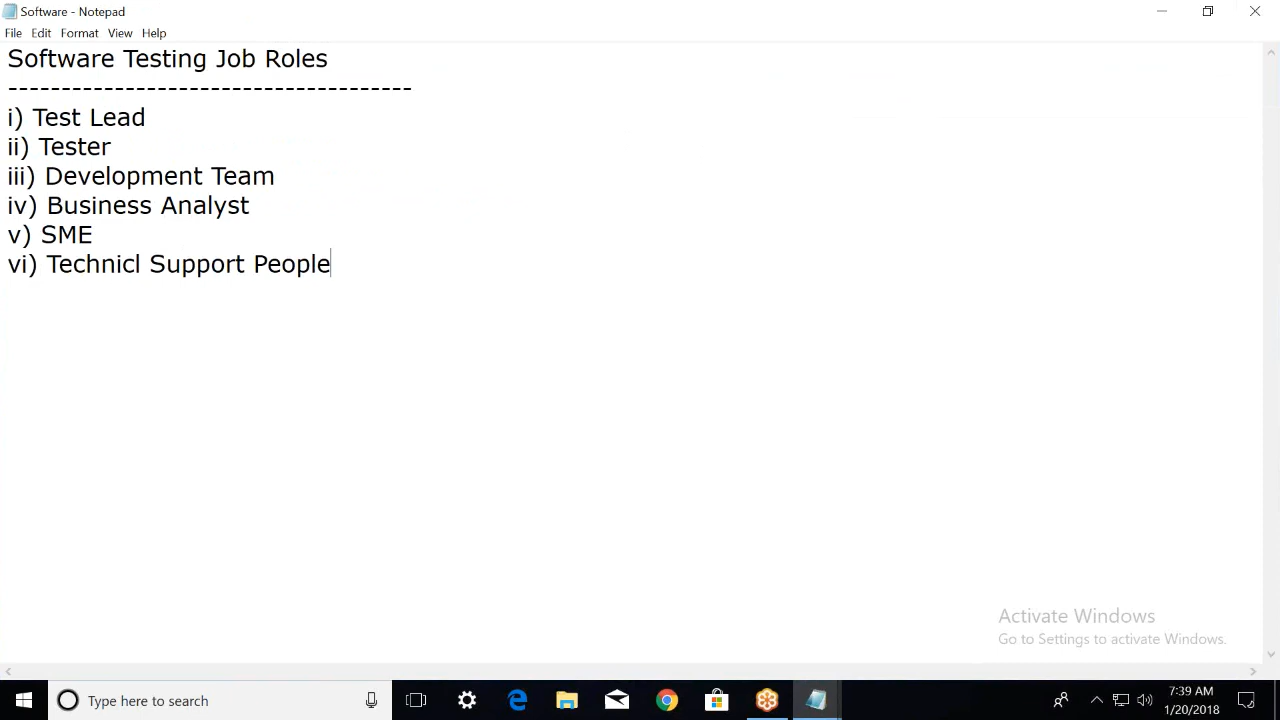 Software - Notepad
File Edit Format View Help
Software Testing Job Roles
--------------------------------------
i) Test Lead
ii) Tester
iii) Development Team
iv) Business Analyst
v) SME
vi) Technicl Support People
Activate Windows
Go to Settings to activate Windows.
Type here to search
7:39 AM
1/20/2018